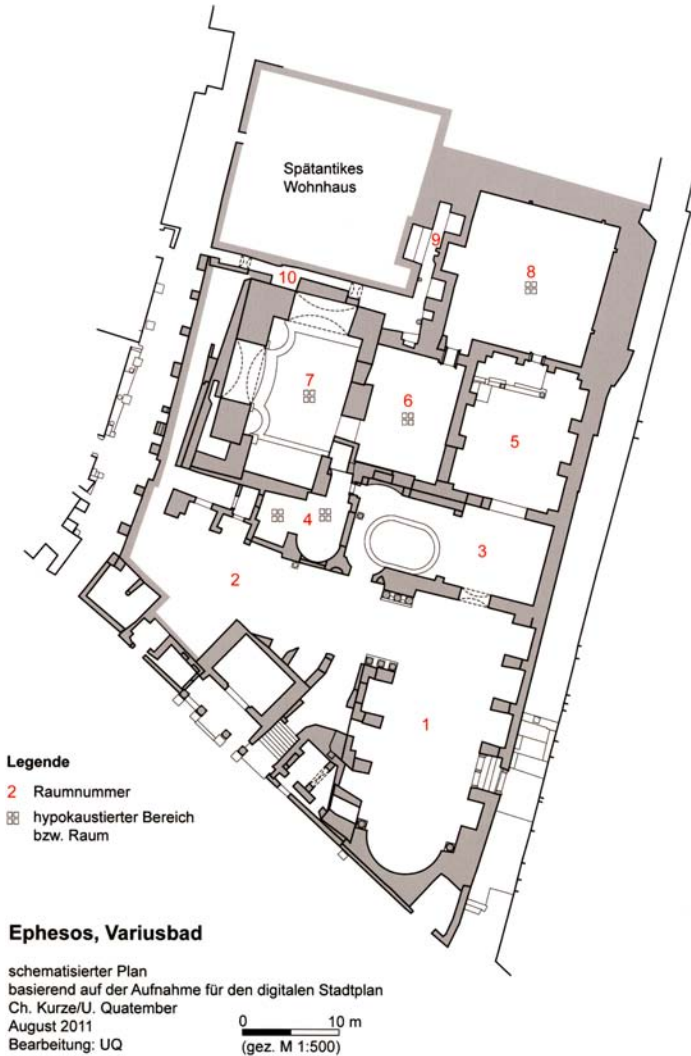 Spätantikes
Wohnhaus
9
8
10
7
6
5
4
3
2
1
Legende
2 Raumnummer
hypokaustierter Bereich
bzw. Raum
Ephesos, Variusbad
schematisierter Plan
basierend auf der Aufnahme für den digitalen Stadtplan
Ch. Kurze/U. Quatember
August 2011
Bearbeitung: UQ
0 10 m
(gez. M 1:500)